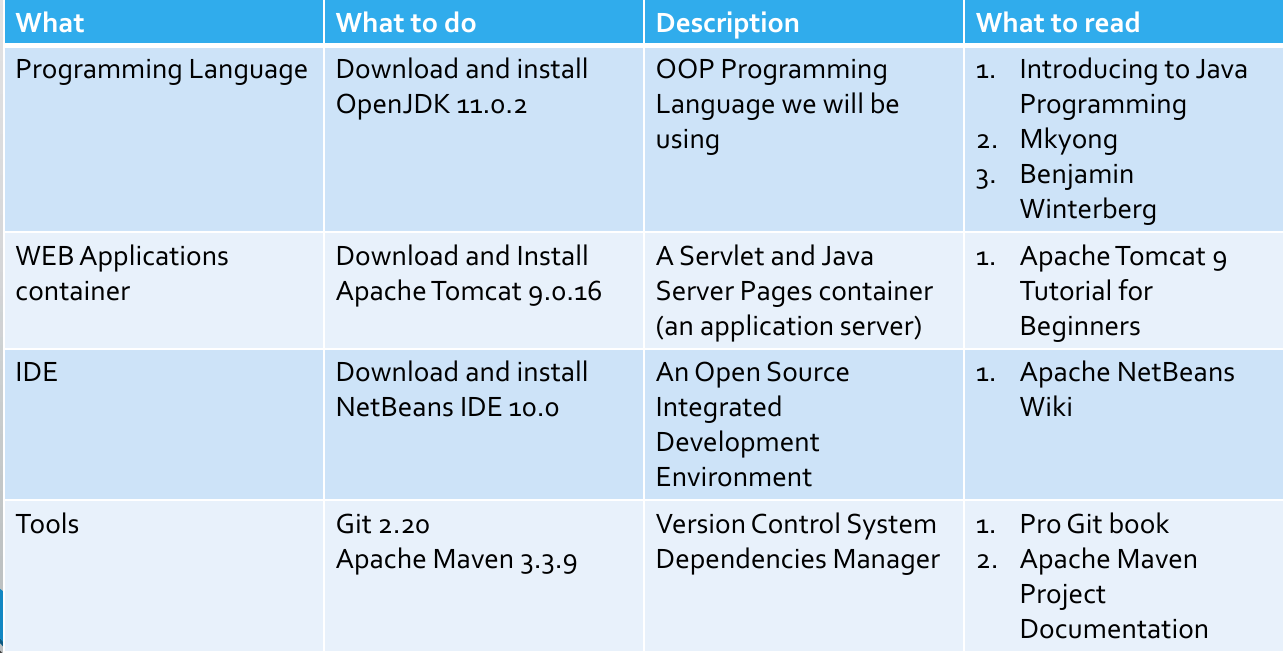 What
What to do
Description
What to read
Programming Language
Download and install
OpenJDK 11.0.2
OOP Programming
Language we will be
using
1. Introducing to Java
Programming
2. Mkyong
3. Benjamin
Winterberg
WEB Applications
container
Download and Install
Apache Tomcat 9.0.16
A Servlet and Java
Server Pages container
(an application server)
1. Apache Tomcat 9
Tutorial for
Beginners
IDE
Download and install
NetBeans IDE 10.0
An Open Source
Integrated
Development
Environment
1. Apache NetBeans
Wiki
Tools
Git 2.20
Apache Maven 3.3.9
Version Control System
Dependencies Manager
1. Pro Git book
2. Apache Maven
Project
Documentation